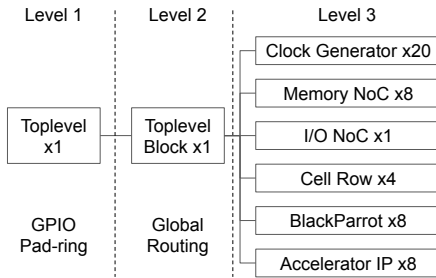 Level 1
Level 2
Level 3
Toplevel
x1
Toplevel
Block x1
Clock Generator x20
Memory NoC x8
I/O NoC x1
Cell Row x4
BlackParrot x8
Accelerator IP x8
GPIO
Pad-ring
Global
Routing